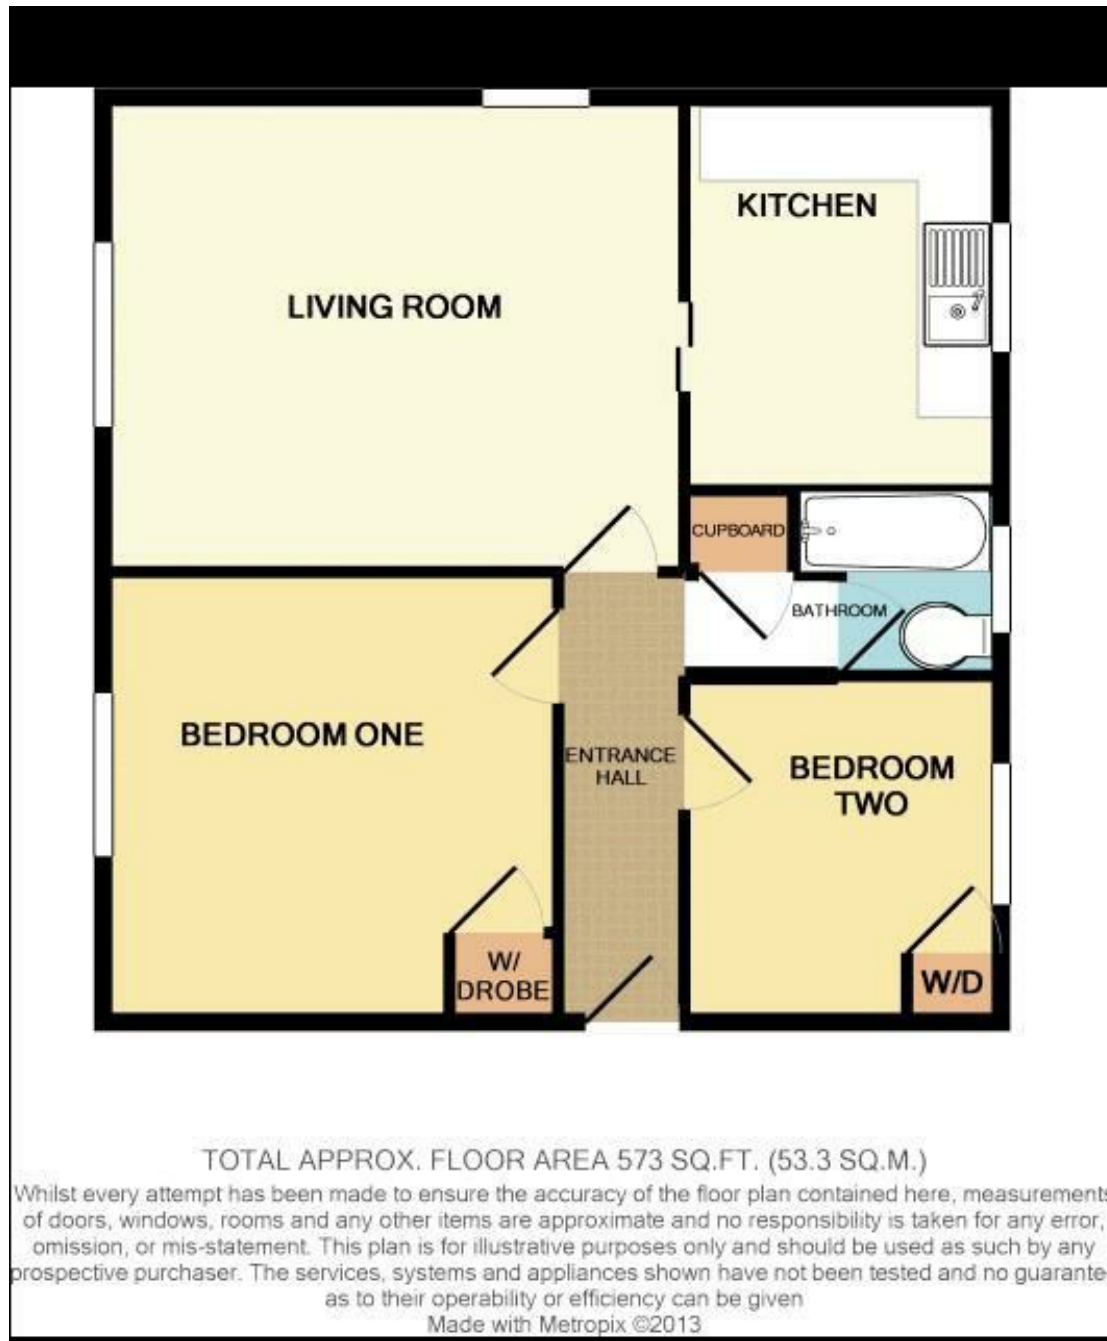 LIVING ROOM
KITCHEN
CUPBOARD
BATHROOM
BEDROOM ONE
ENTRANCE
HALL
BEDROOM
TWO
W/
DROBE
W/D
TOTAL APPROX. FLOOR AREA 573 SQ.FT. (53.3 SQ.M.)
Whilst every attempt has been made to ensure the accuracy of the floor plan contained here, measurements
of doors, windows, rooms and any other items are approximate and no responsibility is taken for any error,
omission, or mis-statement. This plan is for illustrative purposes only and should be used as such by any
prospective purchaser. The services, systems and appliances shown have not been tested and no guarante
as to their operability or efficiency can be given
Made with Metropix ©2013